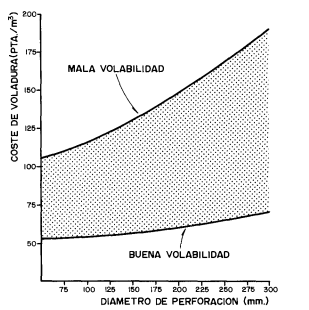 COSTE DE VOLADURA (PTA./m³)
200
175
150
125
100
75
50
MALA VOLABILIDAD
BUENA VOLABILIDAD
75 100 125 150 175 200 225 250 275 300
DIAMETRO DE PERFORACION (mm.)